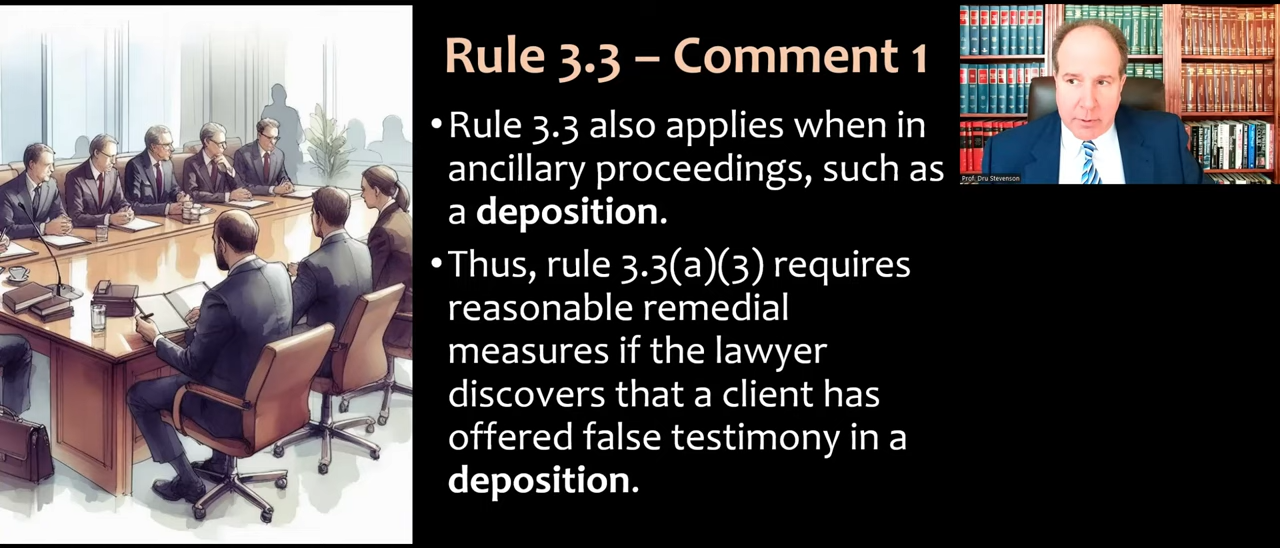 Rule 3.3 – Comment 1
•Rule 3.3 also applies when in
ancillary proceedings, such as
a deposition.
•Thus, rule 3.3(a)(3) requires
reasonable remedial
measures if the lawyer
discovers that a client has
offered false testimony in a
deposition.
Prof. Dru Stevenson